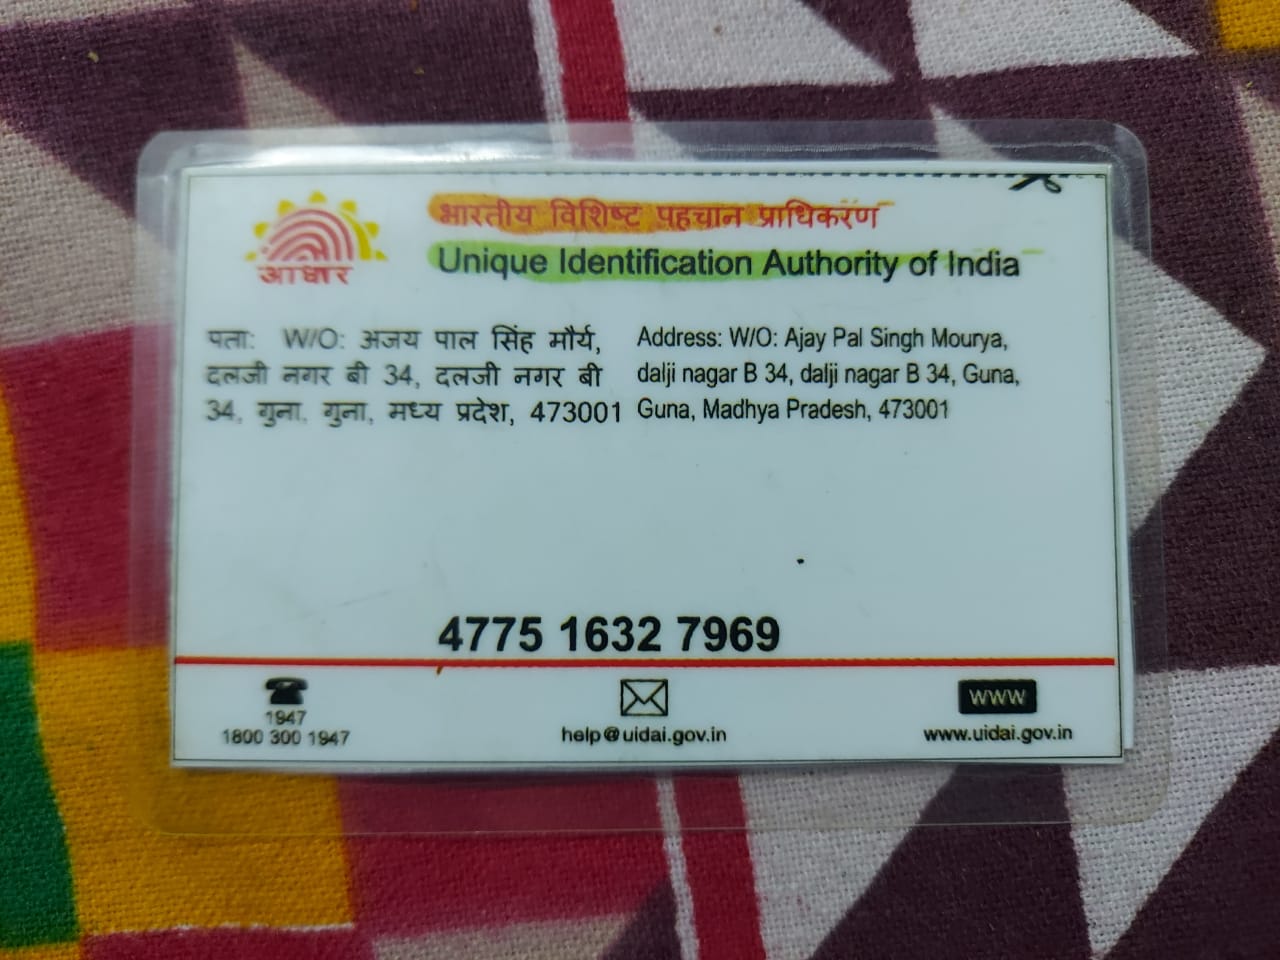 आधार
भारतीय विशिष्ट पहचान प्राधिकरण
Unique Identification Authority of India
पता: W/O: अजय पाल सिंह मौर्य,
दलजी नगर बी 34, दलजी नगर बी
34, गुना, गुना, मध्य प्रदेश, 473001
Address: W/O: Ajay Pal Singh Mourya,
dalji nagar B 34, dalji nagar B 34, Guna,
Guna, Madhya Pradesh, 473001
4775 1632 7969
1947
1800 300 1947
help@uidai.gov.in
www
www.uidai.gov.in